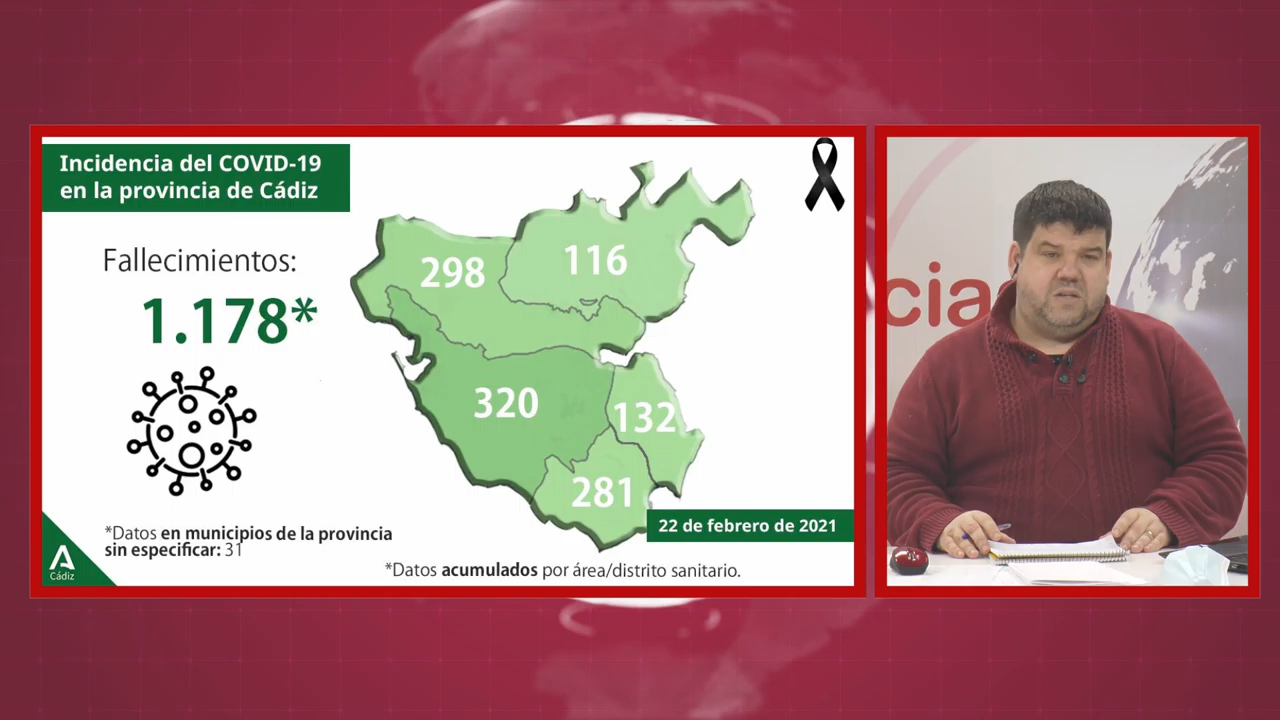 Incidencia del COVID-19
en la provincia de Cádiz
Fallecimientos:
1.178*
298
116
320
132
281
22 de febrero de 2021
*Datos en municipios de la provincia
sin especificar: 31
*Datos acumulados por área/distrito sanitario.
A
Cádiz
cias